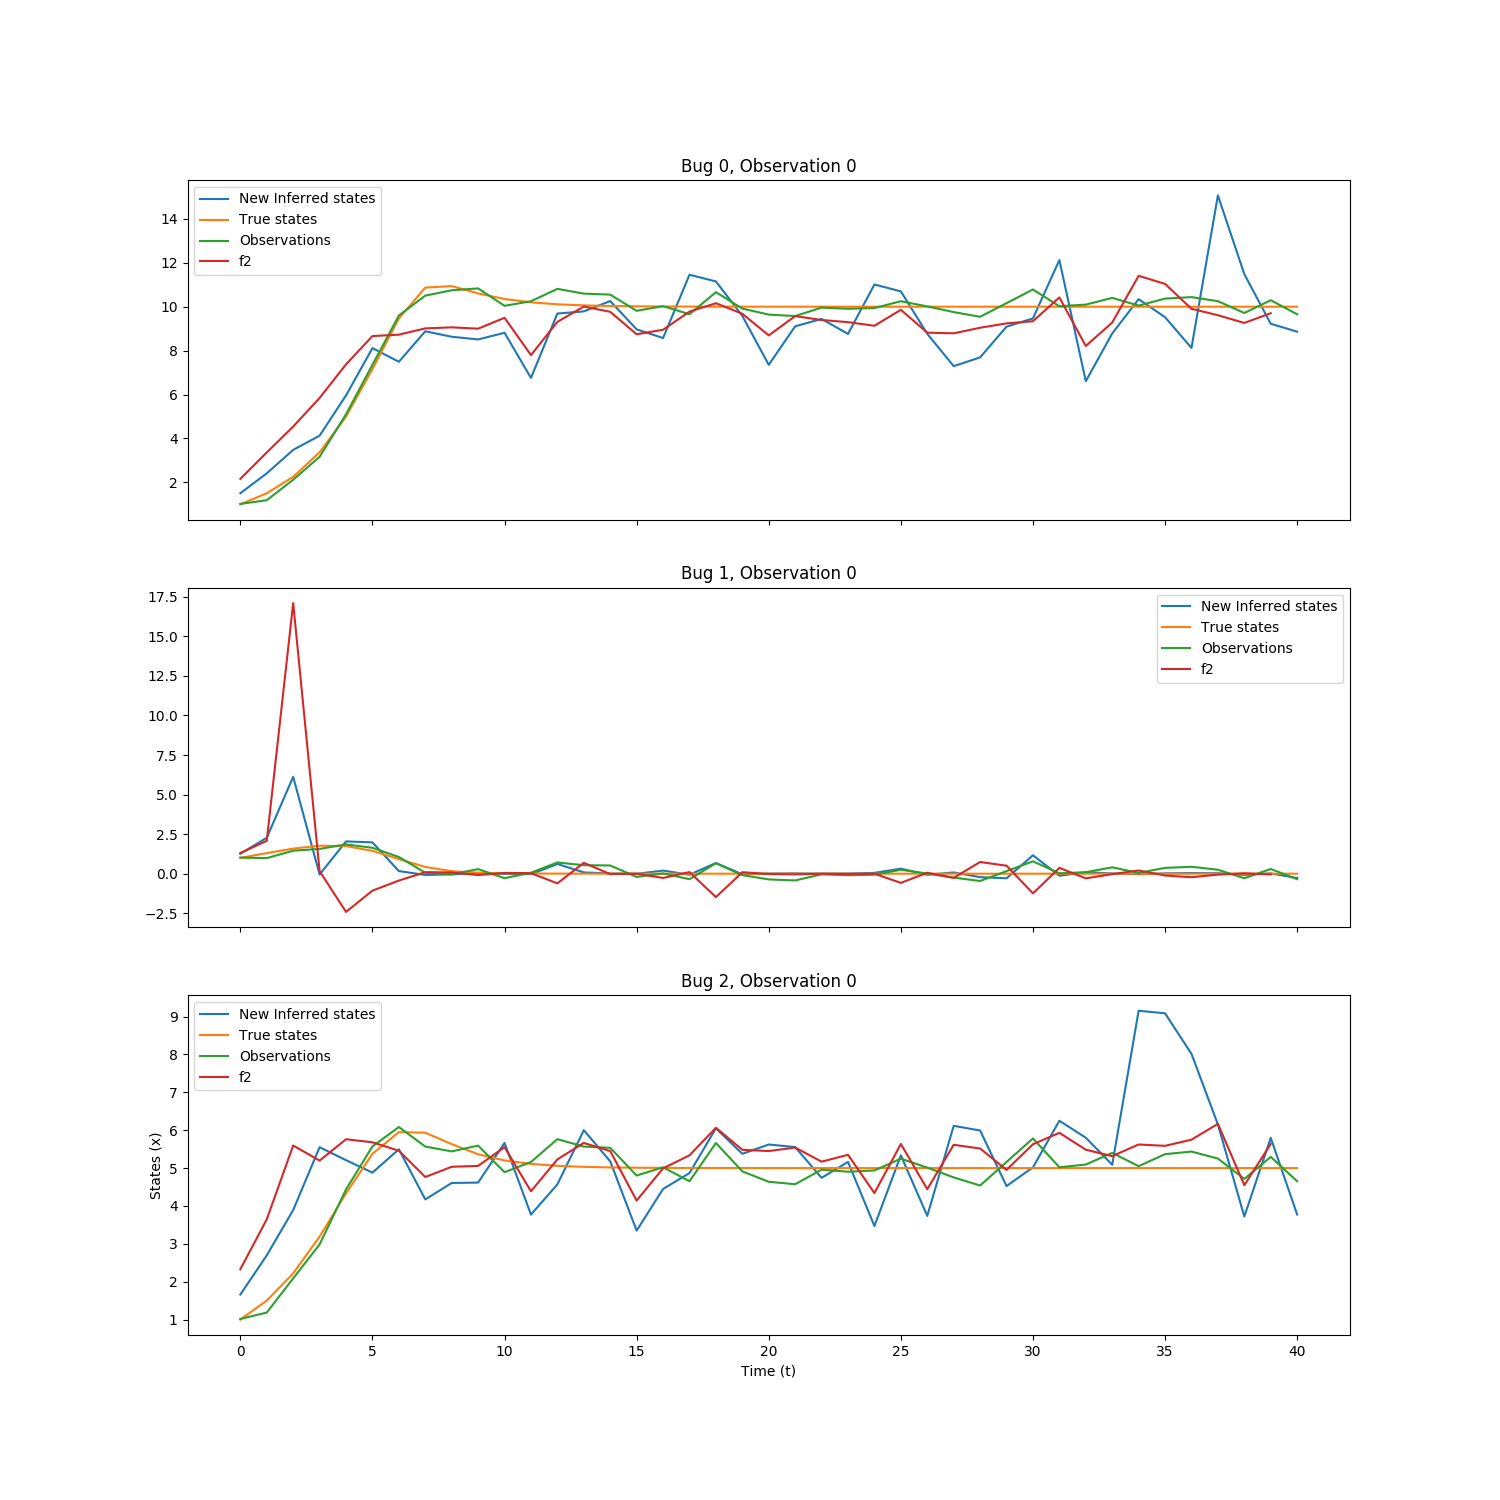 Bug 0, Observation 0
New Inferred states
True states
Observations
f2
14
12
10
8
6
4
2
Bug 1, Observation 0
New Inferred states
True states
Observations
f2
17.5
15.0
12.5
10.0
7.5
5.0
2.5
0.0
−2.5
Bug 2, Observation 0
New Inferred states
True states
Observations
f2
9
8
7
6
5
4
3
2
1
States (x)
0 5 10 15 20 25 30 35 40
Time (t)